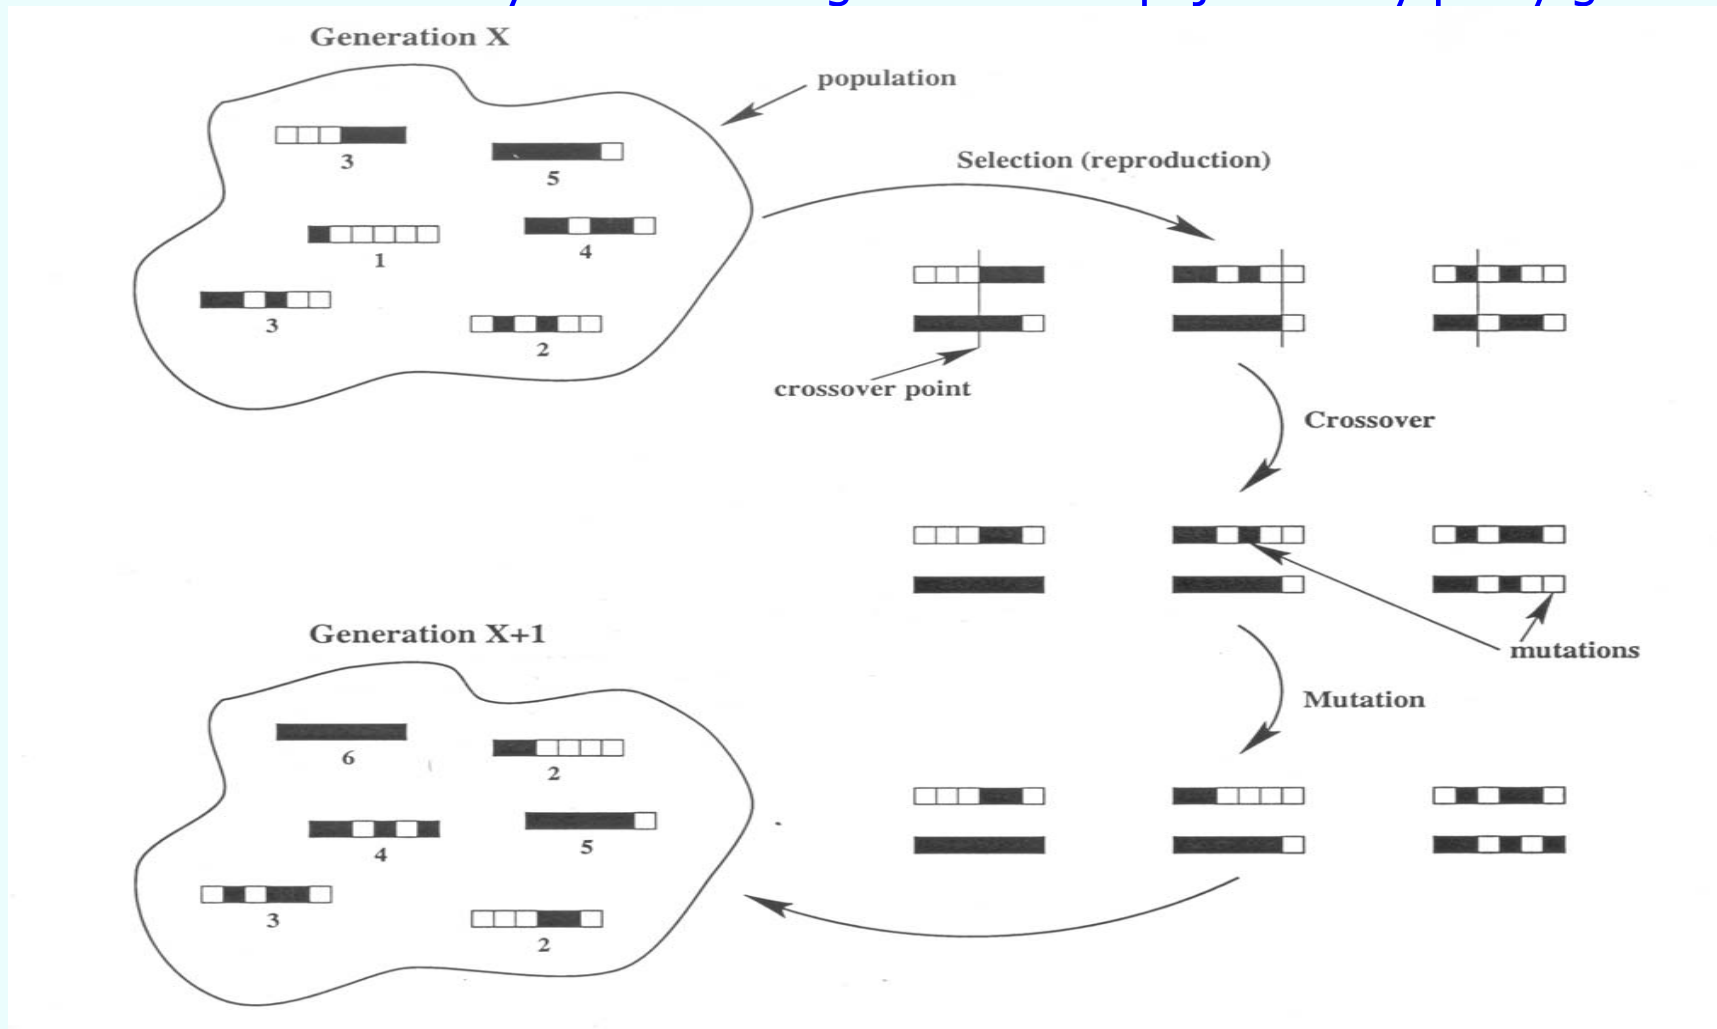 Generation X
population
3
5
Selection (reproduction)
1
4
3
2
crossover point
Crossover
Generation X+1
mutations
Mutation
6
2
4
5
3
2